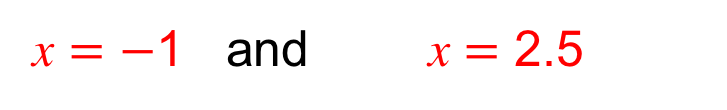 x = −1 and x = 2.5